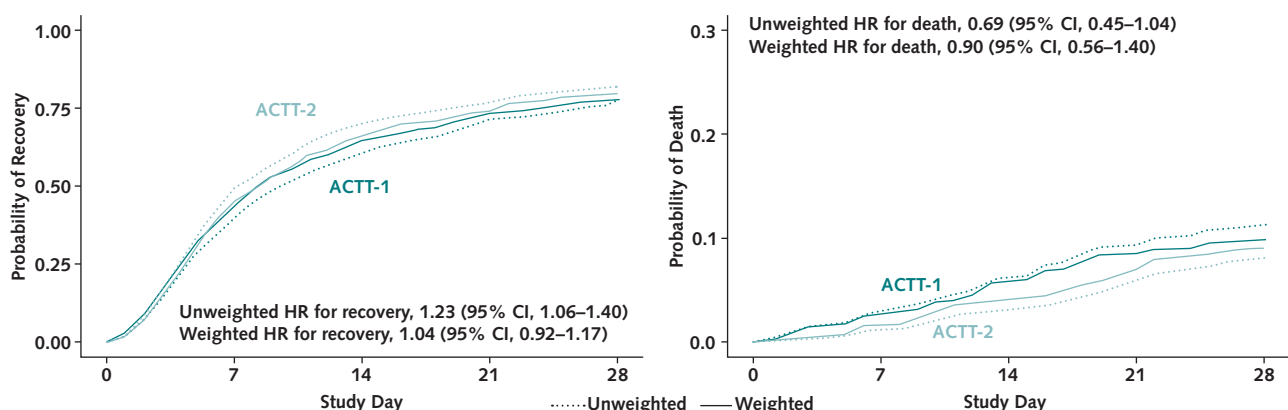 Probability of Recovery
1.00
0.75
0.50
0.25
0.00
ACTT-2
ACTT-1
Unweighted HR for recovery, 1.23 (95% CI, 1.06–1.40)
Weighted HR for recovery, 1.04 (95% CI, 0.92–1.17)
0 7 14 21 28
Study Day
Probability of Death
0.3
0.2
0.1
0.0
Unweighted HR for death, 0.69 (95% CI, 0.45–1.04)
Weighted HR for death, 0.90 (95% CI, 0.56–1.40)
ACTT-1
ACTT-2
0 7 14 21 28
Study Day
Unweighted Weighted